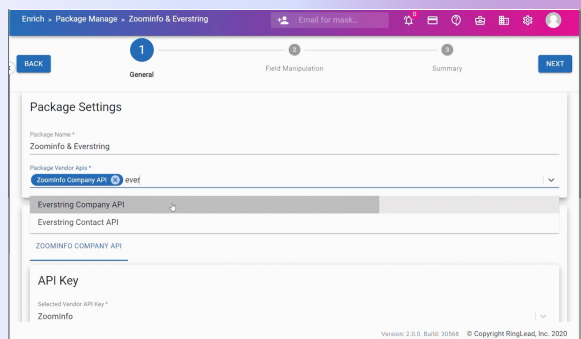 Enrich > Package Manage > Zoominfo & Everstring
Email for mask...
0
BACK
1
General
2
Field Manipulation
3
Summary
NEXT
Package Settings
Package Name *
Zoominfo & Everstring
Package Vendor Apis *
ZoomInfo Company API
ever
Everstring Company API
Everstring Contact API
ZOOMINFO COMPANY API
API Key
Selected Vendor API Key *
ZoomInfo
Version: 2.0.0. Build: 30568 © Copyright RingLead, Inc. 2020